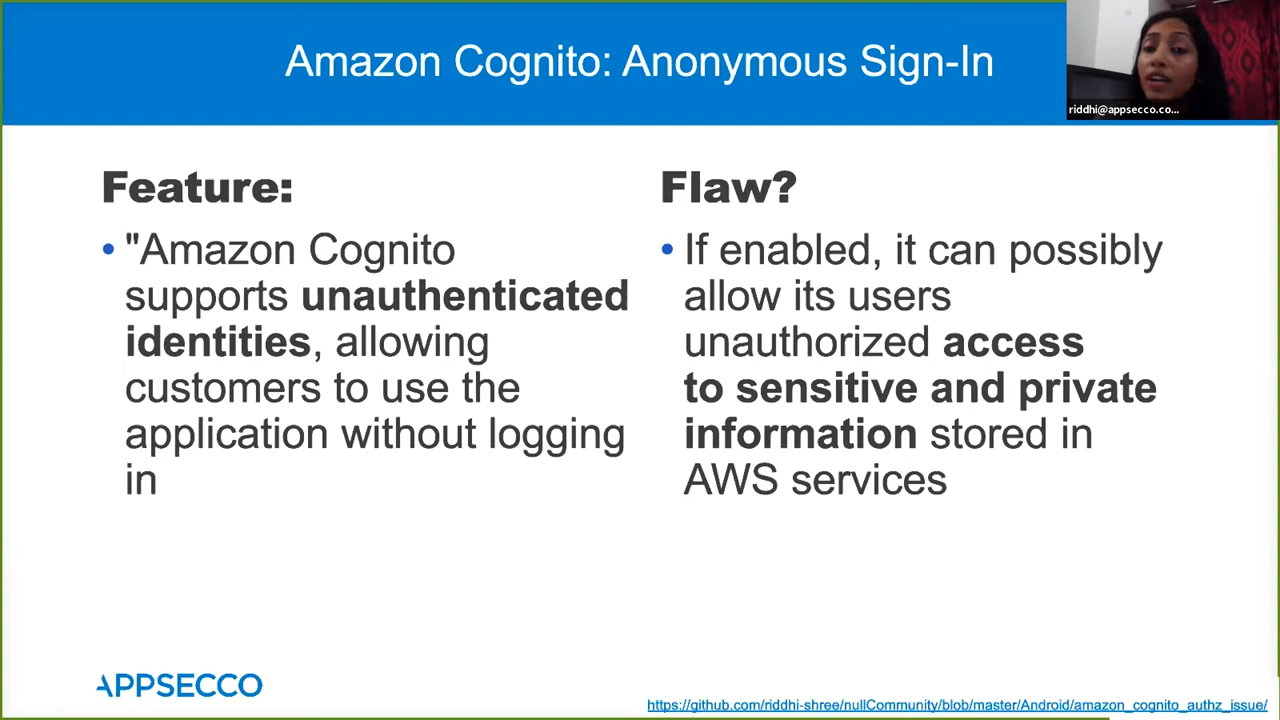 Amazon Cognito: Anonymous Sign-In
riddhi@appsecco.co...
Feature:
• "Amazon Cognito
supports unauthenticated
identities, allowing
customers to use the
application without logging
in
Flaw?
• If enabled, it can possibly
allow its users
unauthorized access
to sensitive and private
information stored in
AWS services
APPSECCO
https://github.com/riddhi-shree/nullCommunity/blob/master/Android/amazon_cognito_authz_issue/